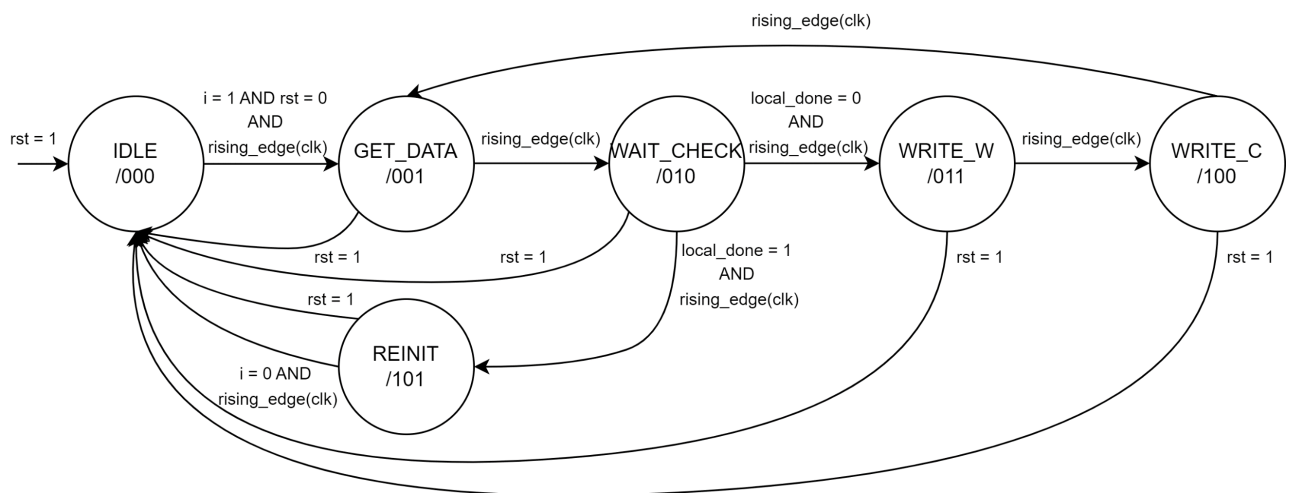 rising_edge(clk)
i = 1 AND rst = 0
AND
rising_edge(clk)
local_done = 0
AND
rising_edge(clk)
rst = 1
IDLE
/000
GET_DATA
/001
rising_edge(clk)
WAIT_CHECK
/010
WRITE_W
/011
rising_edge(clk)
WRITE_C
/100
rst = 1
rst = 1
local_done = 1
AND
rising_edge(clk)
rst = 1
rst = 1
rst = 1
REINIT
/101
i = 0 AND
rising_edge(clk)